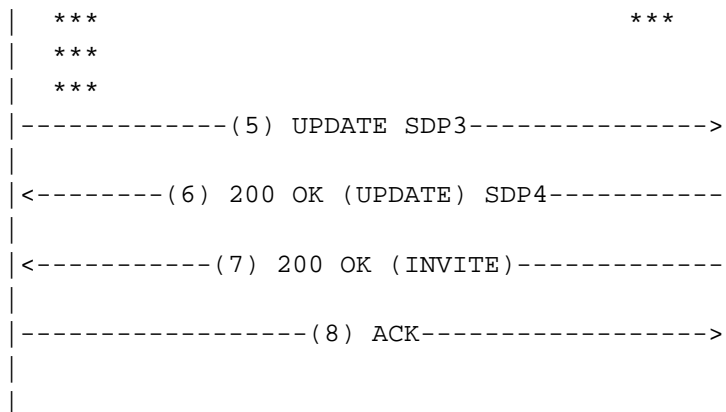 |  ***                                 ***
|  ***
|  ***
|-------------(5) UPDATE SDP3--------------->
|
|<--------(6) 200 OK (UPDATE) SDP4-----------
|
|<-----------(7) 200 OK (INVITE)-------------
|
|------------------(8) ACK------------------>
|
|